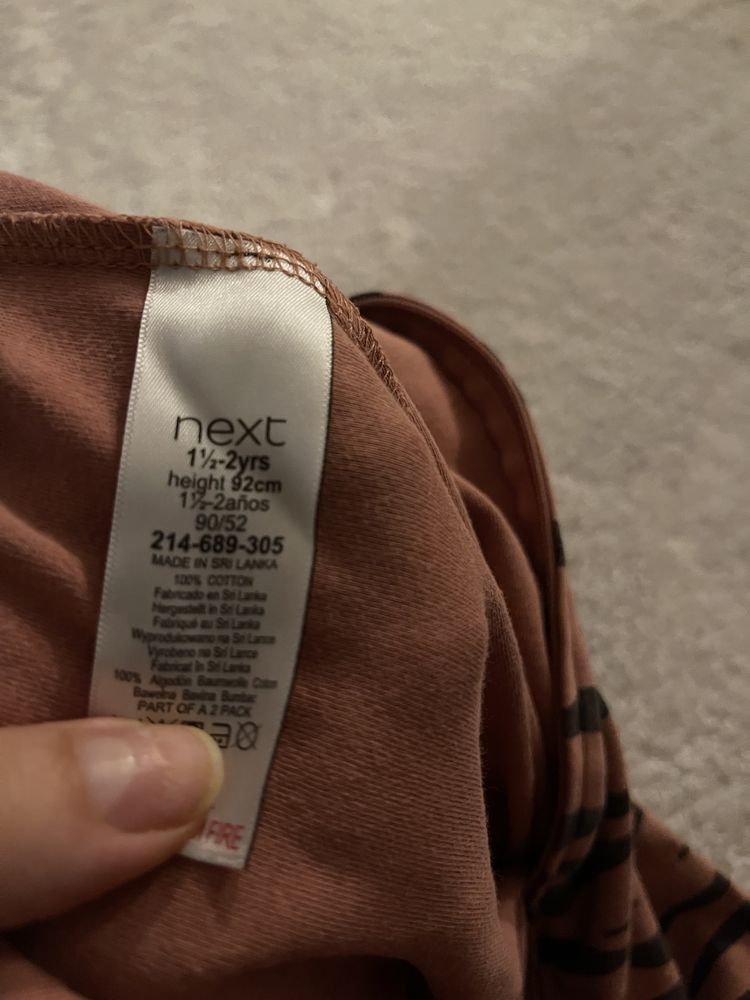 next
1½-2yrs
height 92cm
1½-2años
90/52
214-689-305
MADE IN SRI LANKA
100% COTTON
Fabricado en Sri Lanka
Hergestellt in Sri Lanka
Fabriqué au Sri Lanka
Wyprodukowano na Sri Lance
Vyrobeno na Srí Lance
Fabricat în Sri Lanka
100% Algodón Baumwolle Coton
Bawełna Bavlna Bumbac
PART OF A 2 PACK
FIRE